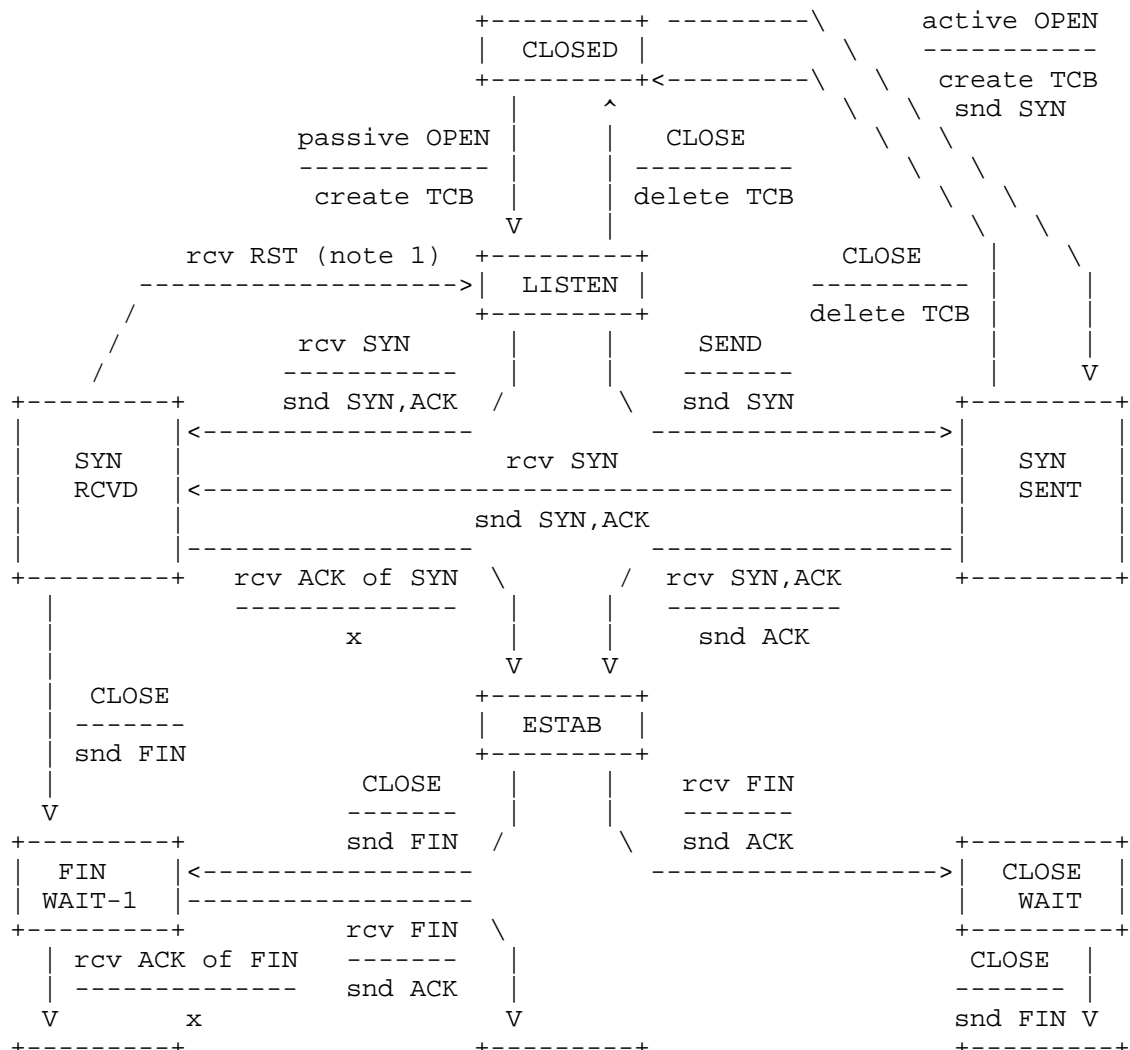 +---------+ ---------\      active OPEN
                            |  CLOSED |            \    -----------
                            +---------+<---------\   \   create TCB
                              |     ^              \   \  snd SYN
                 passive OPEN |     |   CLOSE        \   \
                 ------------ |     | ----------       \   \
                  create TCB  |     | delete TCB         \   \
                              V     |                      \   \
          rcv RST (note 1)  +---------+            CLOSE    |    \
       -------------------->|  LISTEN |          ---------- |     |
      /                     +---------+          delete TCB |     |
     /           rcv SYN      |     |     SEND              |     |
    /           -----------   |     |    -------            |     V
+---------+     snd SYN,ACK  /       \   snd SYN          +---------+
|         |<-----------------         ------------------>|         |
|   SYN   |                    rcv SYN                    |   SYN   |
|   RCVD  |<-----------------------------------------------|   SENT  |
|         |                  snd SYN,ACK                  |         |
|         |------------------           -------------------|         |
+---------+   rcv ACK of SYN  \       /  rcv SYN,ACK       +---------+
  |           --------------   |     |   -----------
  |                  x         |     |     snd ACK
  |                            V     V
  |  CLOSE                   +---------+
  | -------                  |  ESTAB  |
  | snd FIN                  +---------+
  |                   CLOSE    |     |    rcv FIN
  V                  -------   |     |    -------
+---------+          snd FIN  /       \   snd ACK          +---------+
|  FIN    |<-----------------          ------------------>|  CLOSE  |
| WAIT-1  |------------------                              |   WAIT  |
+---------+          rcv FIN  \                            +---------+
  | rcv ACK of FIN   -------   |                            CLOSE  |
  | --------------   snd ACK   |                           ------- |
  V        x                   V                           snd FIN V
+---------+                  +---------+                   +---------+